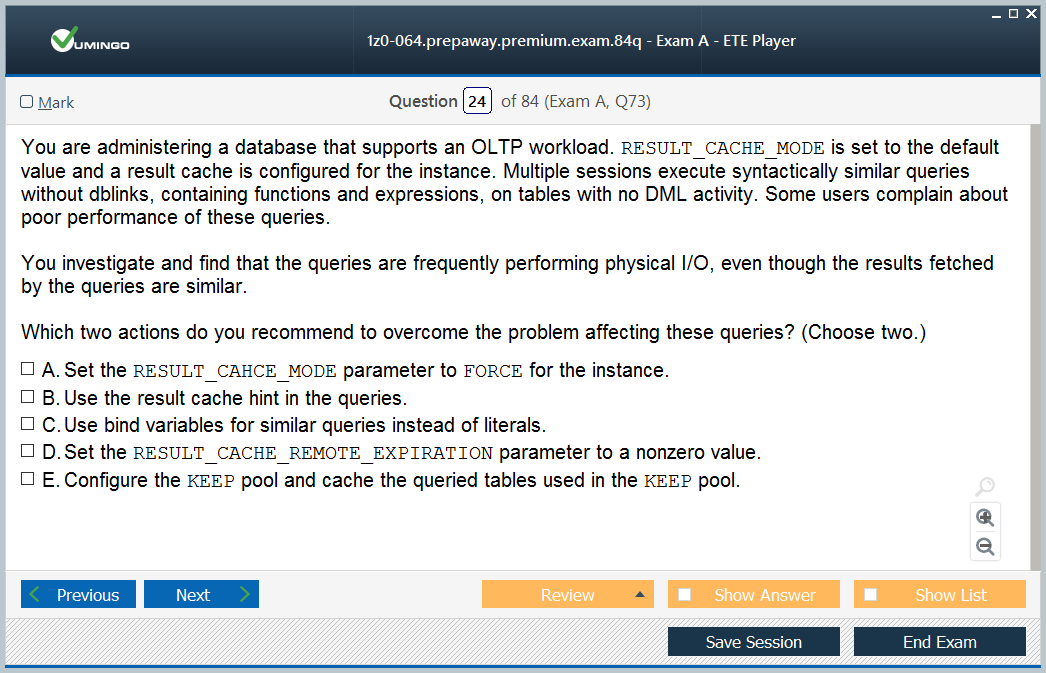 VUMINGO
1z0-064.prepaway.premium.exam.84q - Exam A - ETE Player
Mark
Question 24 of 84 (Exam A, Q73)
You are administering a database that supports an OLTP workload. RESULT_CACHE_MODE is set to the default
value and a result cache is configured for the instance. Multiple sessions execute syntactically similar queries
without dblinks, containing functions and expressions, on tables with no DML activity. Some users complain about
poor performance of these queries.
You investigate and find that the queries are frequently performing physical I/O, even though the results fetched
by the queries are similar.
Which two actions do you recommend to overcome the problem affecting these queries? (Choose two.)
A. Set the RESULT_CAHCE_MODE parameter to FORCE for the instance.
B. Use the result cache hint in the queries.
C. Use bind variables for similar queries instead of literals.
D. Set the RESULT_CACHE_REMOTE_EXPIRATION parameter to a nonzero value.
E. Configure the KEEP pool and cache the queried tables used in the KEEP pool.
Previous
Next
Review
Show Answer
Show List
Save Session
End Exam